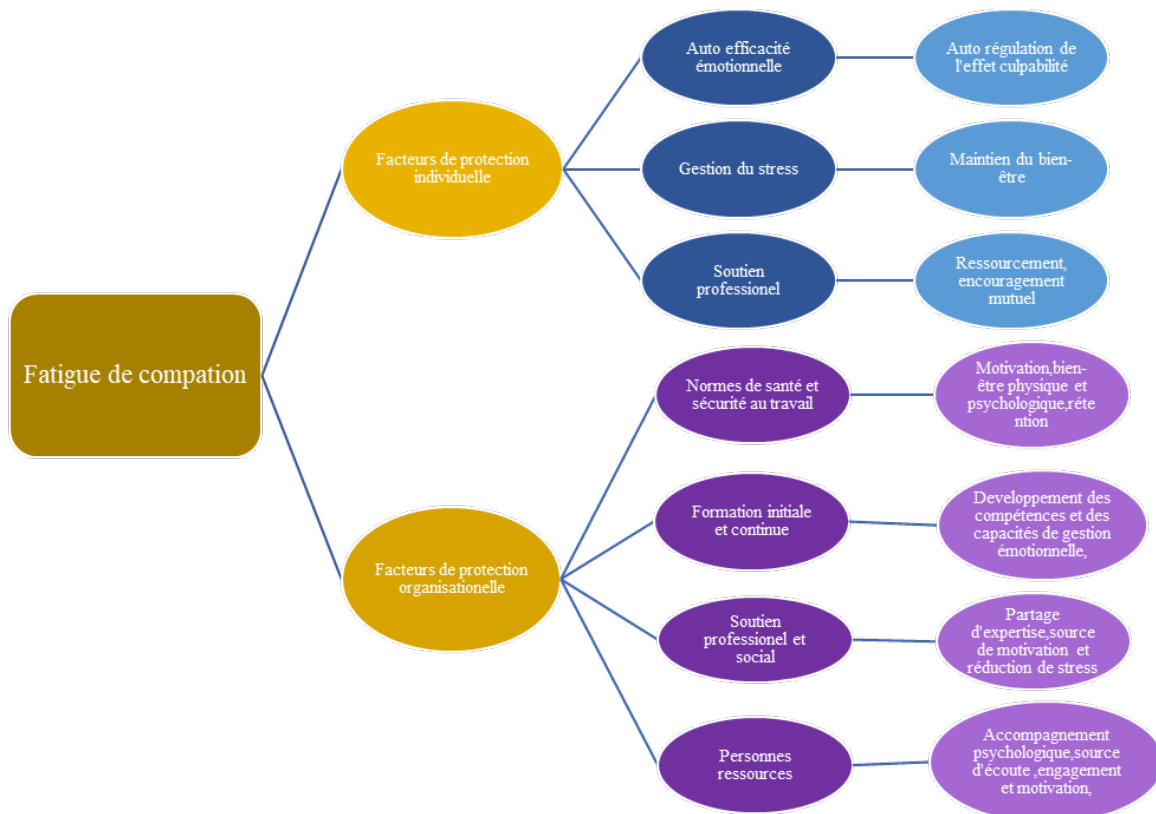 Fatigue de compation
Facteurs de protection
individuelle
Auto efficacité
émotionnelle
Auto régulation de
l'effet culpabilité
Gestion du stress
Maintien du bien-
être
Soutien
professionel
Ressourcement,
encouragement
mutuel
Facteurs de protection
organisationelle
Normes de santé et
sécurité au travail
Motivation,bien-
être physique et
psychologique,réte
ntion
Formation initiale
et continue
Developpement des
compétences et des
capacités de gestion
émotionnelle,
Soutien
professionel et
social
Partage
d'expertise,source
de motivation et
réduction de stress
Personnes
ressources
Accompagnement
psychologique,source
d'écoute ,engagement
et motivation,